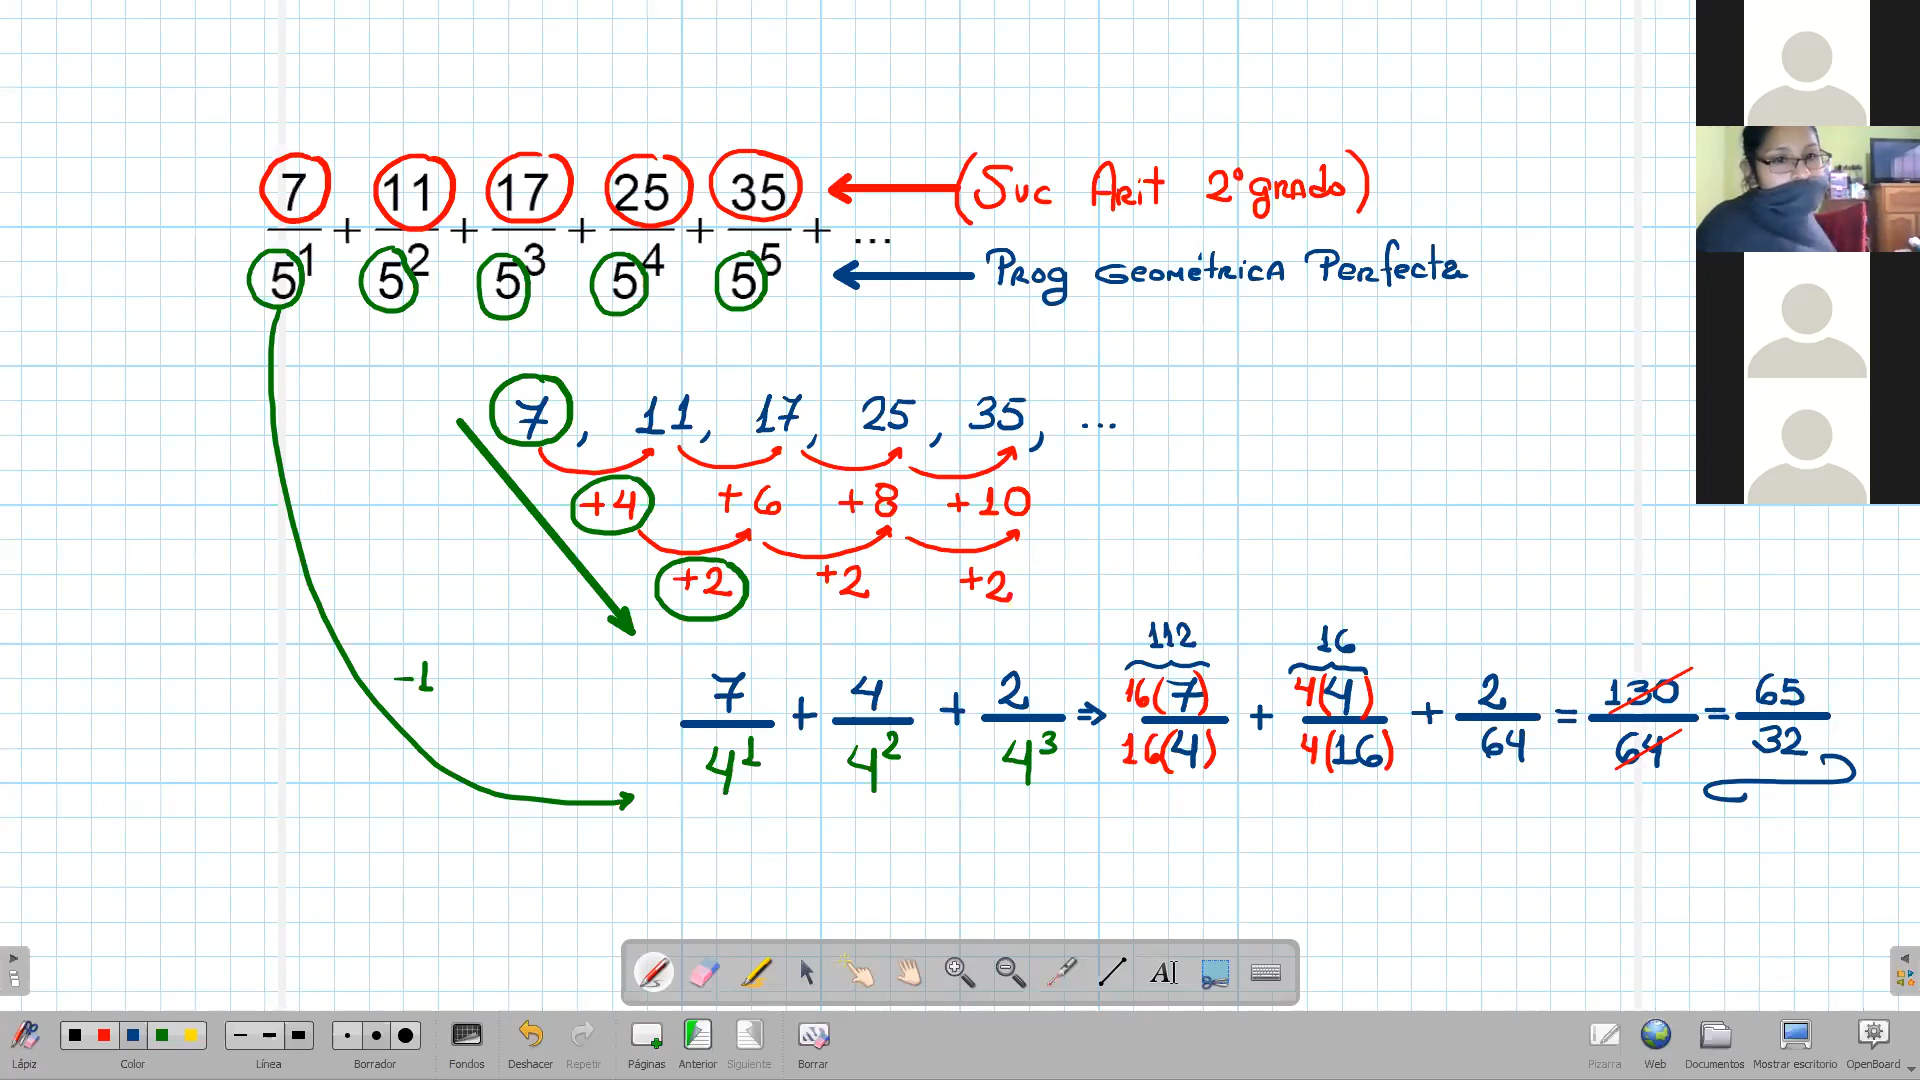 7/5^1 + 11/5^2 + 17/5^3 + 25/5^4 + 35/5^5 + ...
(Suc Arit 2°grado)
Prog Geométrica Perfecta
7, 11, 17, 25, 35, ...
+4 +6 +8 +10
+2 +2 +2
-1
112 16
7/4^1 + 4/4^2 + 2/4^3 ⇒ 16(7)/16(4) + 4(4)/4(16) + 2/64 = 130/64 = 65/32
Lápiz Color Línea Borrador Fondos Deshacer Repetir Páginas Anterior Siguiente Borrar Pizarra Web Documentos Mostrar escritorio OpenBoard